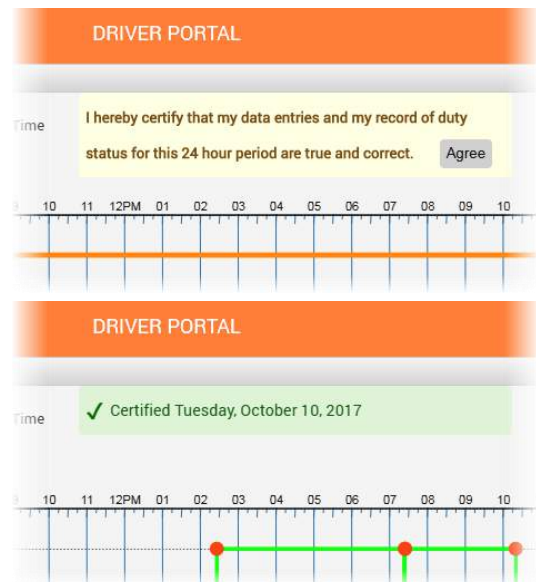 DRIVER PORTAL
Time
I hereby certify that my data entries and my record of duty
status for this 24 hour period are true and correct. Agree
10 11 12PM 01 02 03 04 05 06 07 08 09 10
DRIVER PORTAL
Time
✓ Certified Tuesday, October 10, 2017
10 11 12PM 01 02 03 04 05 06 07 08 09 10